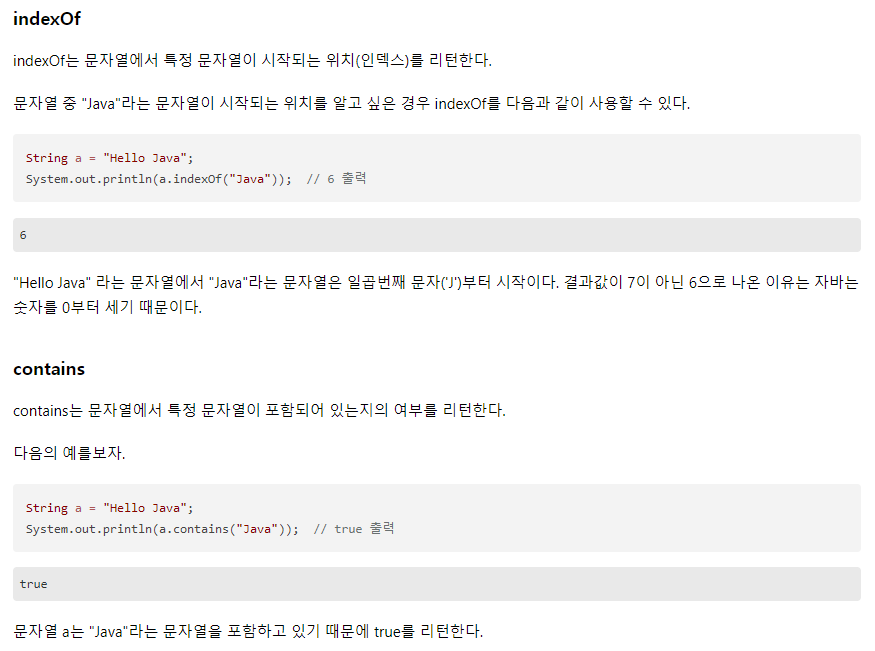 indexOf
indexOf는 문자열에서 특정 문자열이 시작되는 위치(인덱스)를 리턴한다.
문자열 중 "Java"라는 문자열이 시작되는 위치를 알고 싶은 경우 indexOf를 다음과 같이 사용할 수 있다.
String a = "Hello Java";
System.out.println(a.indexOf("Java"));  // 6 출력
6
"Hello Java" 라는 문자열에서 "Java"라는 문자열은 일곱번째 문자('J')부터 시작이다. 결과값이 7이 아닌 6으로 나온 이유는 자바는
숫자를 0부터 세기 때문이다.
contains
contains는 문자열에서 특정 문자열이 포함되어 있는지의 여부를 리턴한다.
다음의 예를보자.
String a = "Hello Java";
System.out.println(a.contains("Java"));  // true 출력
true
문자열 a는 "Java"라는 문자열을 포함하고 있기 때문에 true를 리턴한다.